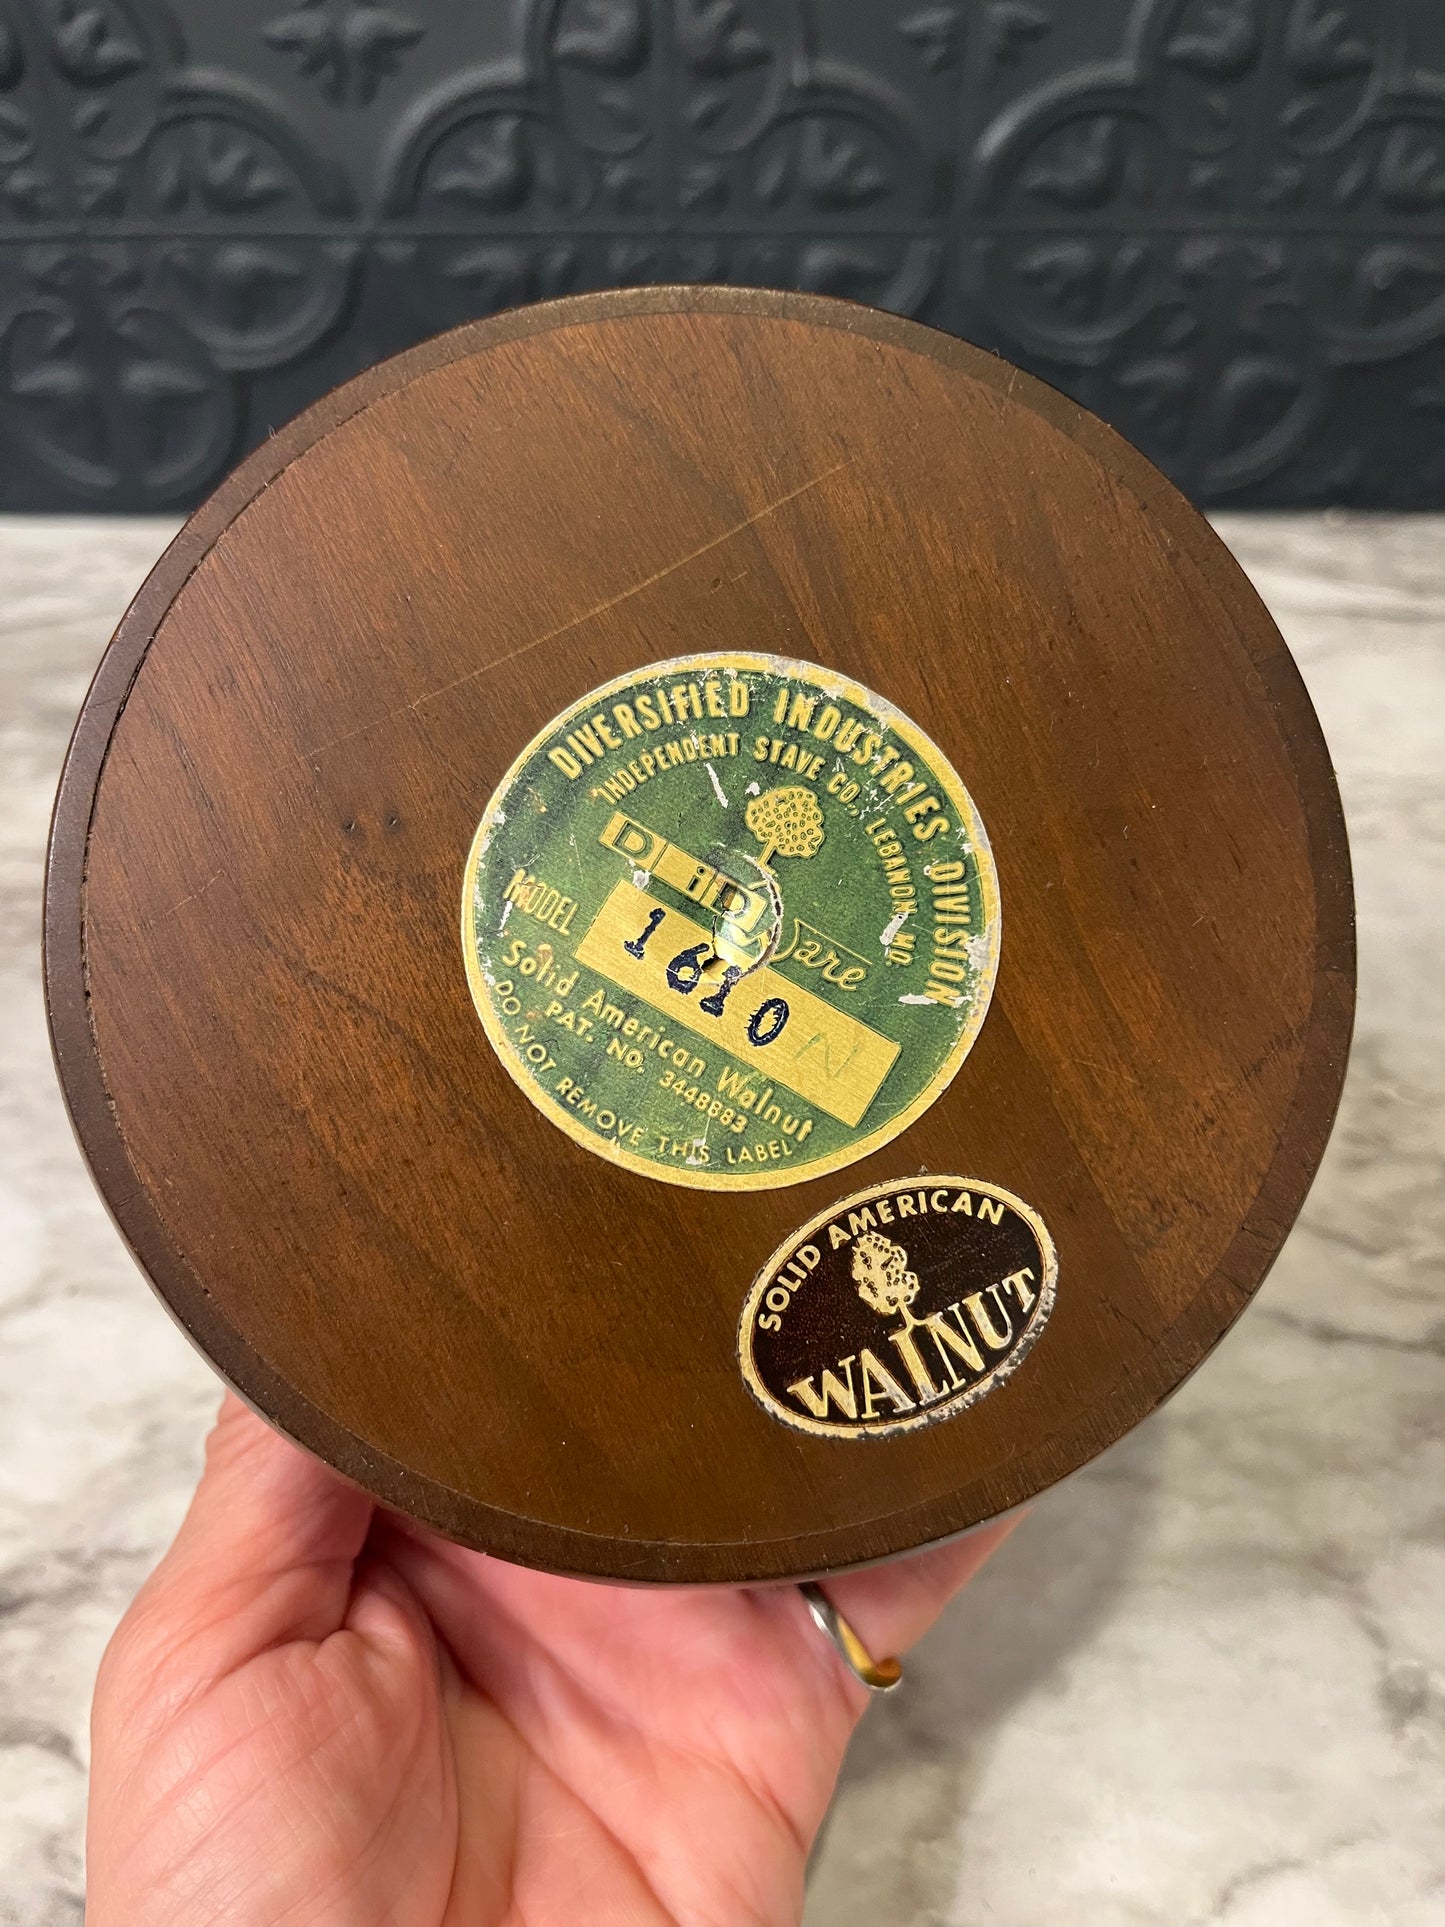 DIVERSIFIED INDUSTRIES DIVISION
INDEPENDENT STAVE CO., LEBANON, MO.
MODEL
1610
Solid American Walnut
PAT. NO. 3448883
DO NOT REMOVE THIS LABEL
SOLID AMERICAN
WALNUT